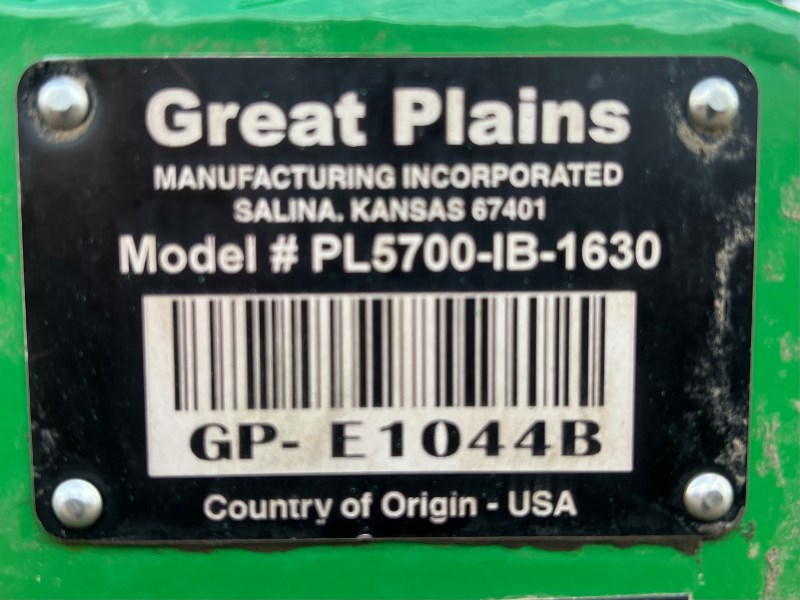 Great Plains
MANUFACTURING INCORPORATED
SALINA. KANSAS 67401
Model # PL5700-IB-1630
GP- E1044B
Country of Origin - USA